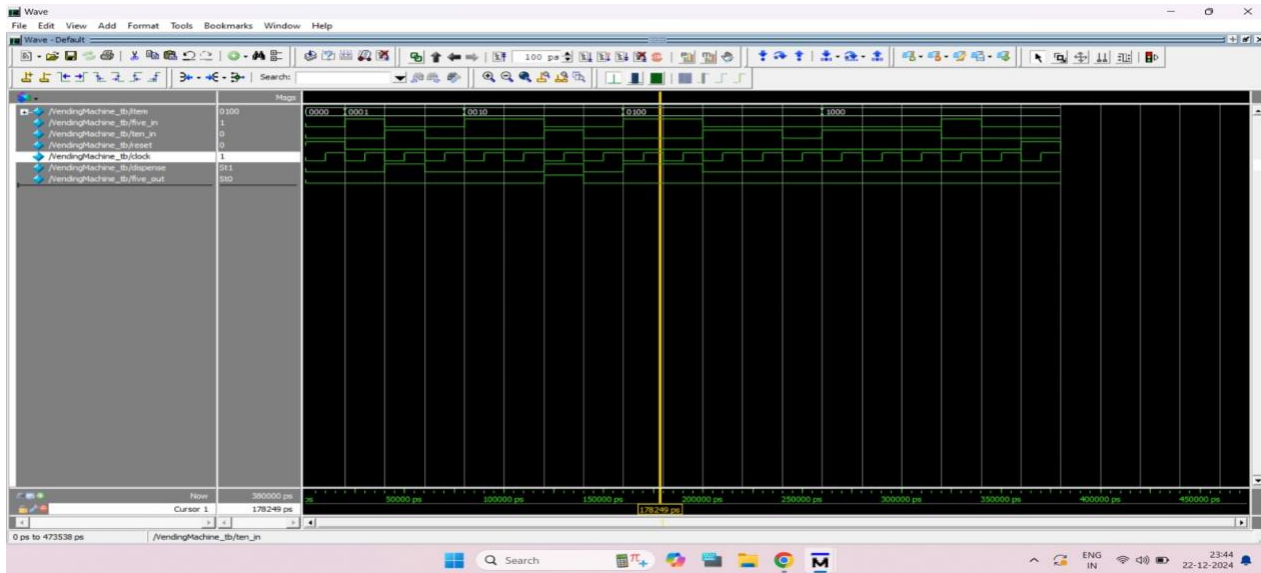 Wave
File Edit View Add Format Tools Bookmarks Window Help
Wave - Default
100 ps
Search:
Msgs
/VendingMachine_tb/item 0100 0000 0001 0010 0100 1000
/VendingMachine_tb/five_in 1
/VendingMachine_tb/ten_in 0
/VendingMachine_tb/reset 0
/VendingMachine_tb/clock 1
/VendingMachine_tb/dispense St1
/VendingMachine_tb/five_out St0
Now 380000 ps ps 50000 ps 100000 ps 150000 ps 200000 ps 250000 ps 300000 ps 350000 ps 400000 ps 450000 ps
Cursor 1 178249 ps 178249 ps
0 ps to 473538 ps /VendingMachine_tb/ten_in
Search ENG 23:44
IN 22-12-2024